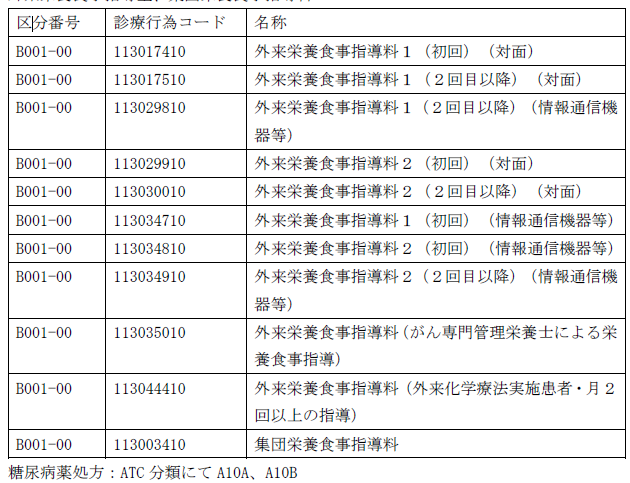 区分番号 診療行為コード 名称
B001-00 113017410 外来栄養食事指導料１（初回）（対面）
B001-00 113017510 外来栄養食事指導料１（２回目以降）（対面）
B001-00 113029810 外来栄養食事指導料１（２回目以降）（情報通信機
器等）
B001-00 113029910 外来栄養食事指導料２（初回）（対面）
B001-00 113030010 外来栄養食事指導料２（２回目以降）（対面）
B001-00 113034710 外来栄養食事指導料１（初回）（情報通信機器等）
B001-00 113034810 外来栄養食事指導料２（初回）（情報通信機器等）
B001-00 113034910 外来栄養食事指導料２（２回目以降）（情報通信機
器等）
B001-00 113035010 外来栄養食事指導料（がん専門管理栄養士による栄
養食事指導）
B001-00 113044410 外来栄養食事指導料（外来化学療法実施患者・月２
回以上の指導）
B001-00 113003410 集団栄養食事指導料
糖尿病薬処方：ATC 分類にて A10A、A10B